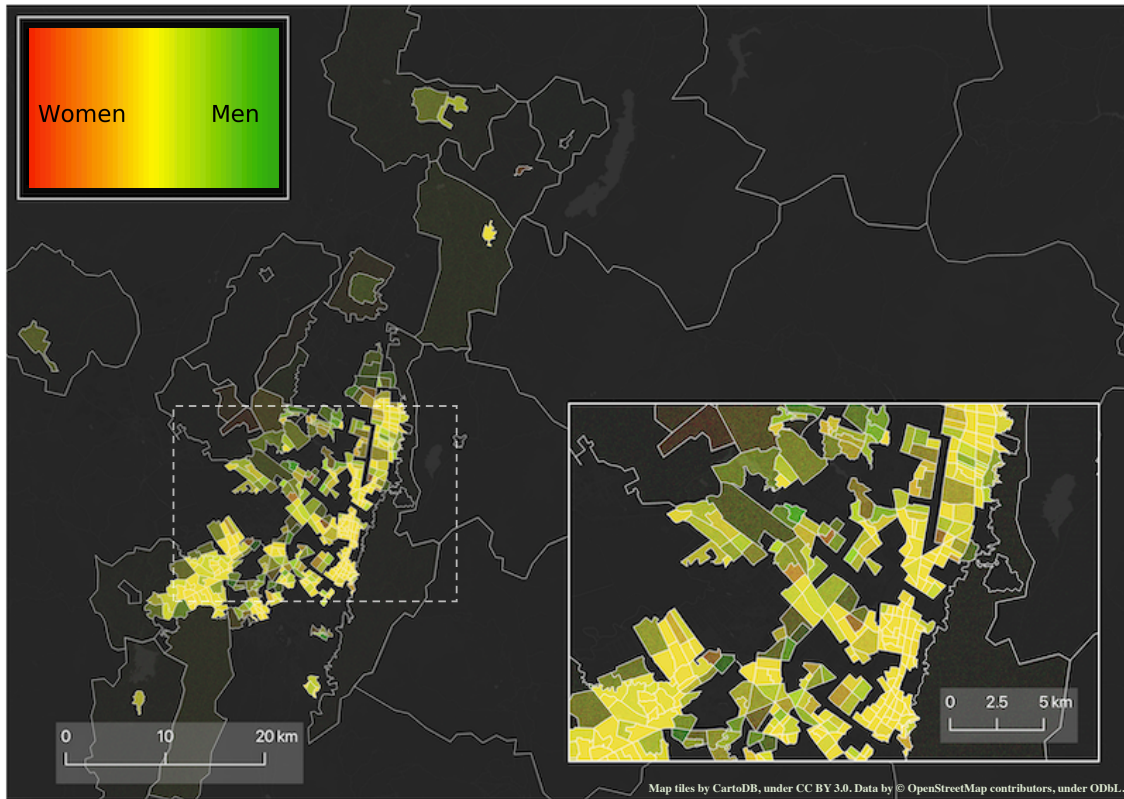 Women Men
0 2.5 5 km
0 10 20 km
Map tiles by CartoDB, under CC BY 3.0. Data by © OpenStreetMap contributors, under ODbL.